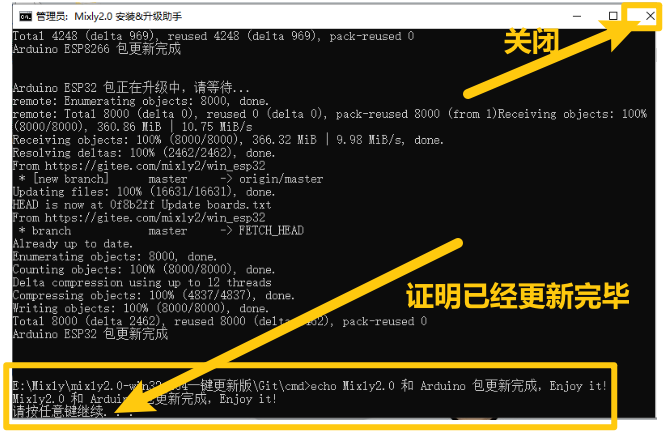 管理员: Mixly2.0 安装&升级助手
Total 4248 (delta 969), reused 4248 (delta 969), pack-reused 0
关闭
Arduino ESP8266 包更新完成
Arduino ESP32 包正在升级中，请等待...
remote: Enumerating objects: 8000, done.
remote: Total 8000 (delta 0), reused 0 (delta 0), pack-reused 8000 (from 1)Receiving objects: 100%
(8000/8000), 360.86 MiB | 10.75 MiB/s
Receiving objects: 100% (8000/8000), 366.32 MiB | 9.98 MiB/s, done.
Resolving deltas: 100% (2462/2462), done.
From https://gitee.com/mixly2/win_esp32
* [new branch] master -> origin/master
Updating files: 100% (16631/16631), done.
HEAD is now at 0f8b2ff Update boards.txt
From https://gitee.com/mixly2/win_esp32
* branch master -> FETCH_HEAD
Already up to date.
Enumerating objects: 8000, done.
Counting objects: 100% (8000/8000), done.
Delta compression using up to 12 threads
Compressing objects: 100% (4837/4837), done.
证明已经更新完毕
Writing objects: 100% (8000/8000), done.
Total 8000 (delta 2462), reused 8000 (delta 2462), pack-reused 0
Arduino ESP32 包更新完成
E:\Mixly\mixly2.0-win32-x64一键更新版\Git\cmd>echo Mixly2.0 和 Arduino 包更新完成，Enjoy it!
Mixly2.0 和 Arduino 包更新完成，Enjoy it!
请按任意键继续. . .